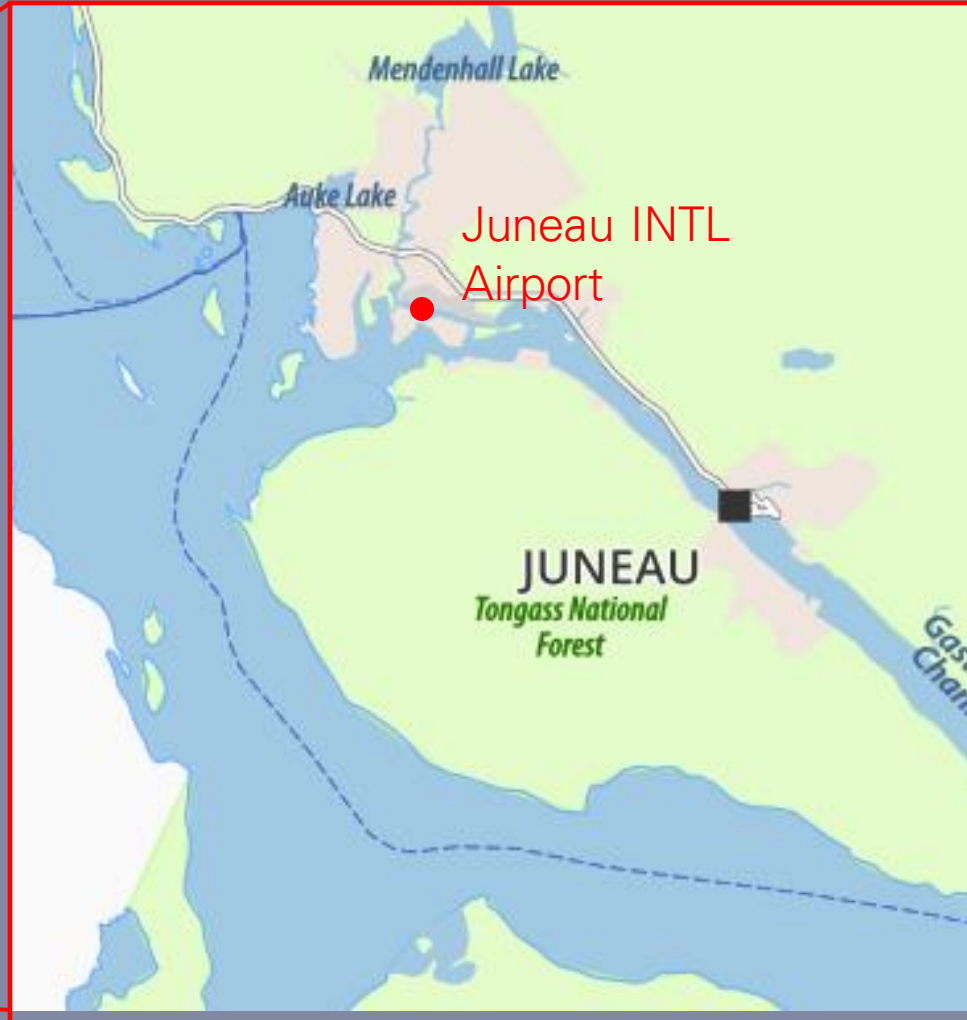 Mendenhall Lake
Auke Lake
Juneau INTL
Airport
JUNEAU
Tongass National
Forest